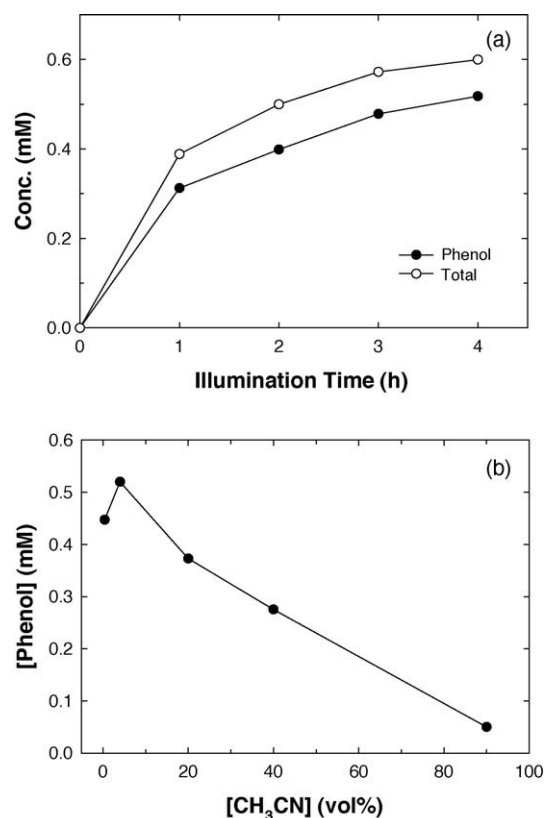 (a)
0.6
0.4
0.2
0.0
Conc. (mM)
Phenol
Total
0 1 2 3 4
Illumination Time (h)
(b)
0.6
0.5
0.4
0.3
0.2
0.1
0.0
[Phenol] (mM)
0 20 40 60 80 100
[CH₃CN] (vol%)